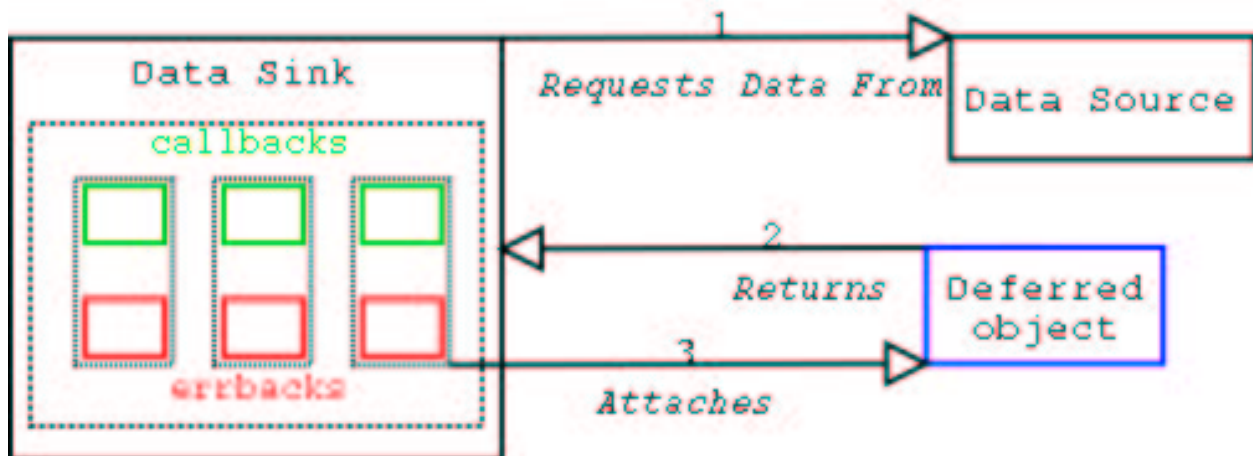 1
Data Sink
Requests Data From
Data Source
callbacks
2
Returns
Deferred
object
3
errbacks
Attaches